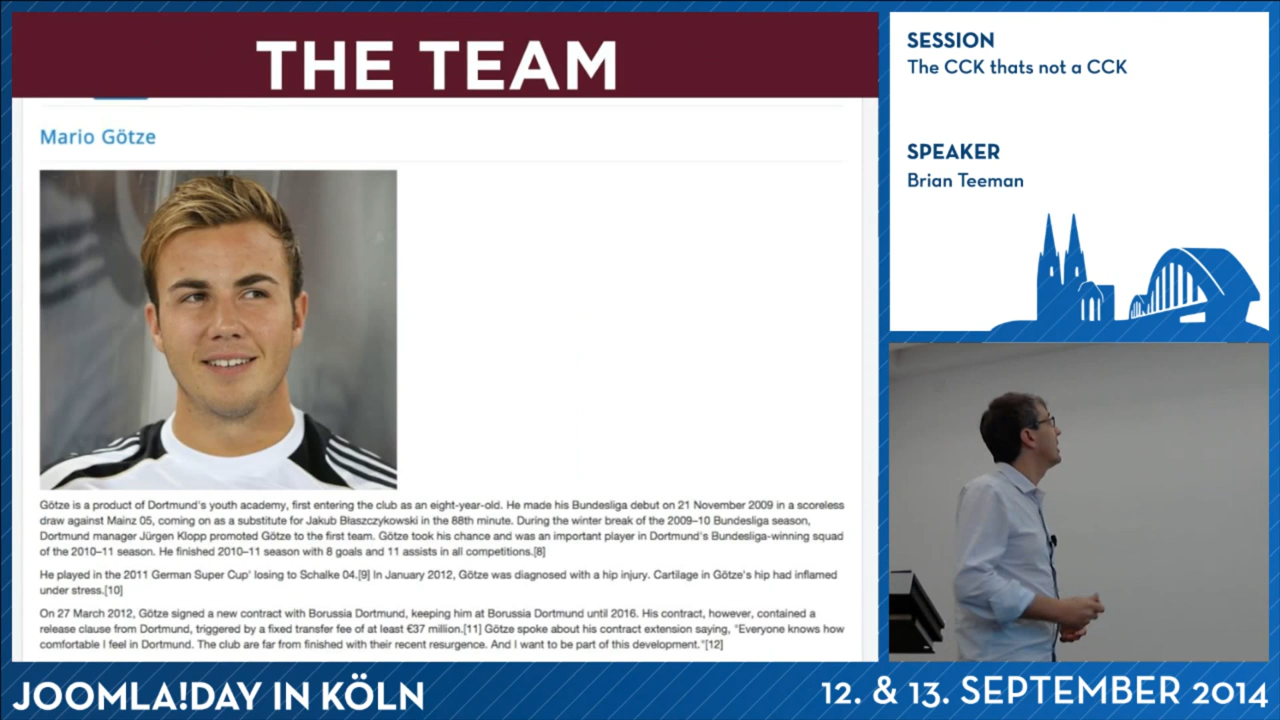 THE TEAM
Mario Götze
Götze is a product of Dortmund's youth academy, first entering the club as an eight-year-old. He made his Bundesliga debut on 21 November 2009 in a scoreless
draw against Mainz 05, coming on as a substitute for Jakub Błaszczykowski in the 88th minute. During the winter break of the 2009–10 Bundesliga season,
Dortmund manager Jürgen Klopp promoted Götze to the first team. Götze took his chance and was an important player in Dortmund's Bundesliga-winning squad
of the 2010–11 season. He finished 2010–11 season with 8 goals and 11 assists in all competitions.[8]
He played in the 2011 German Super Cup' losing to Schalke 04.[9] In January 2012, Götze was diagnosed with a hip injury. Cartilage in Götze's hip had inflamed
under stress.[10]
On 27 March 2012, Götze signed a new contract with Borussia Dortmund, keeping him at Borussia Dortmund until 2016. His contract, however, contained a
release clause from Dortmund, triggered by a fixed transfer fee of at least €37 million.[11] Götze spoke about his contract extension saying, "Everyone knows how
comfortable I feel in Dortmund. The club are far from finished with their recent resurgence. And I want to be part of this development."[12]
SESSION
The CCK thats not a CCK
SPEAKER
Brian Teeman
JOOMLA!DAY IN KÖLN
12. & 13. SEPTEMBER 2014